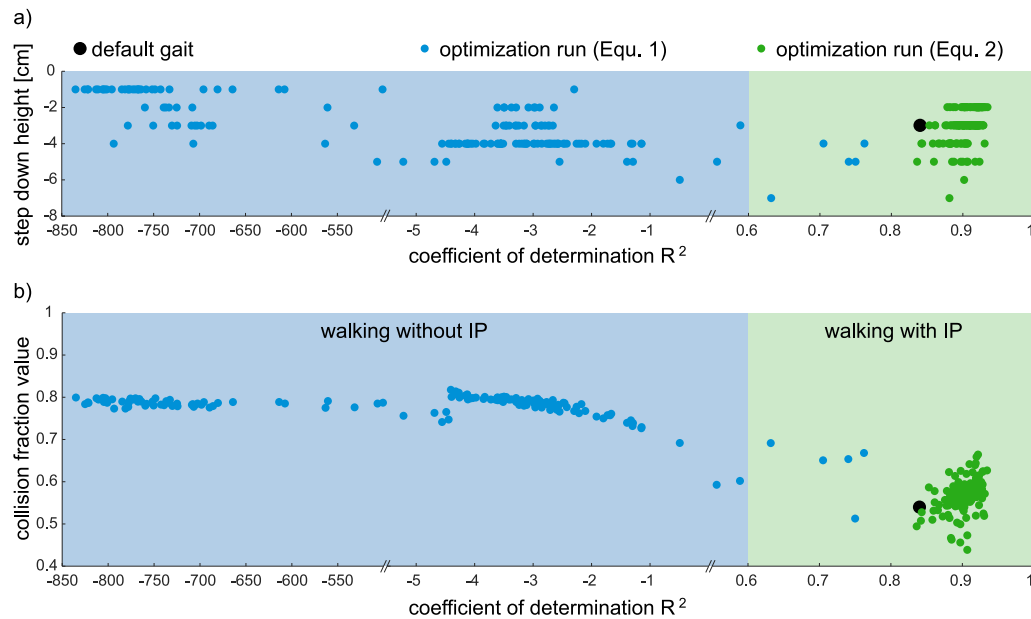 a)
default gait
optimization run (Equ. 1)
optimization run (Equ. 2)
step down height [cm]
0
-2
-4
-6
-8
-850 -800 -750 -700 -650 -600 -550 -5 -4 -3 -2 -1 0.6 0.7 0.8 0.9 1
coefficient of determination R²
b)
walking without IP
walking with IP
collision fraction value
1
0.9
0.8
0.7
0.6
0.5
0.4
-850 -800 -750 -700 -650 -600 -550 -5 -4 -3 -2 -1 0.6 0.7 0.8 0.9 1
coefficient of determination R²